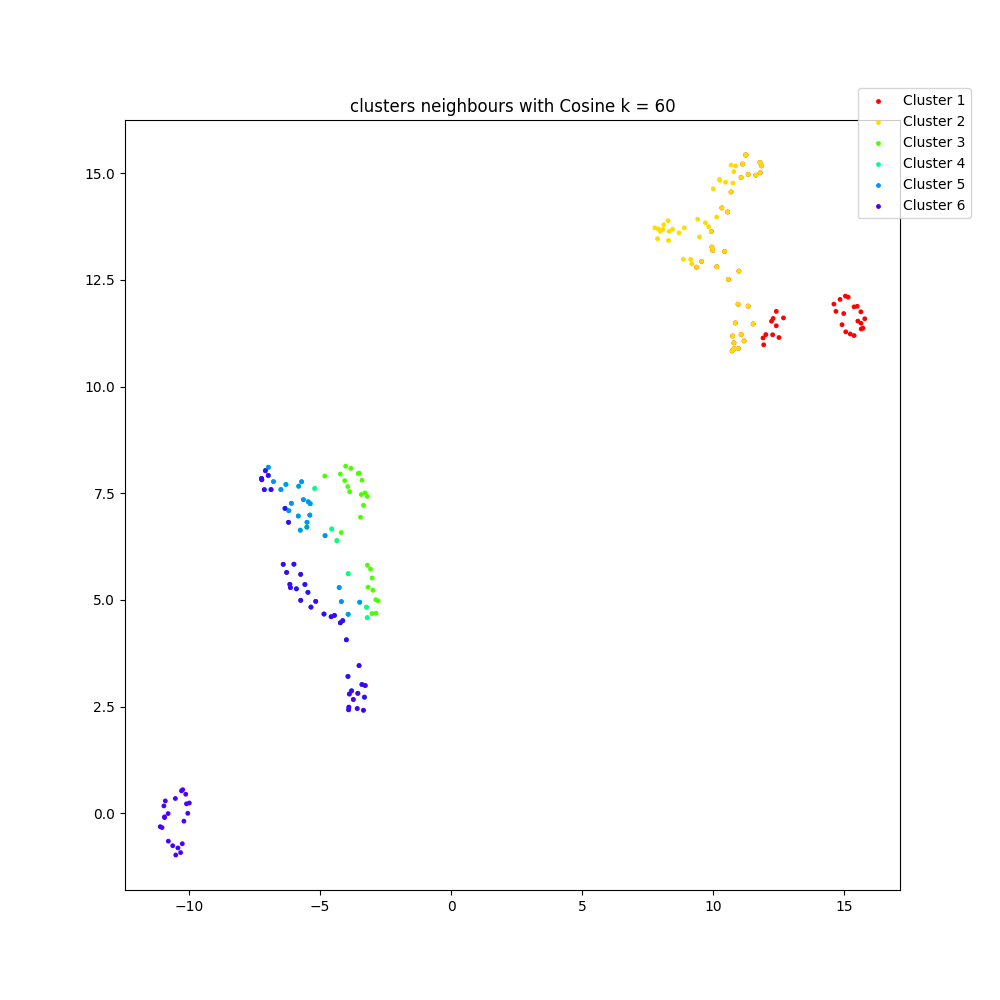 clusters neighbours with Cosine k = 60
Cluster 1
Cluster 2
Cluster 3
Cluster 4
Cluster 5
Cluster 6
15.0
12.5
10.0
7.5
5.0
2.5
0.0
−10 −5 0 5 10 15